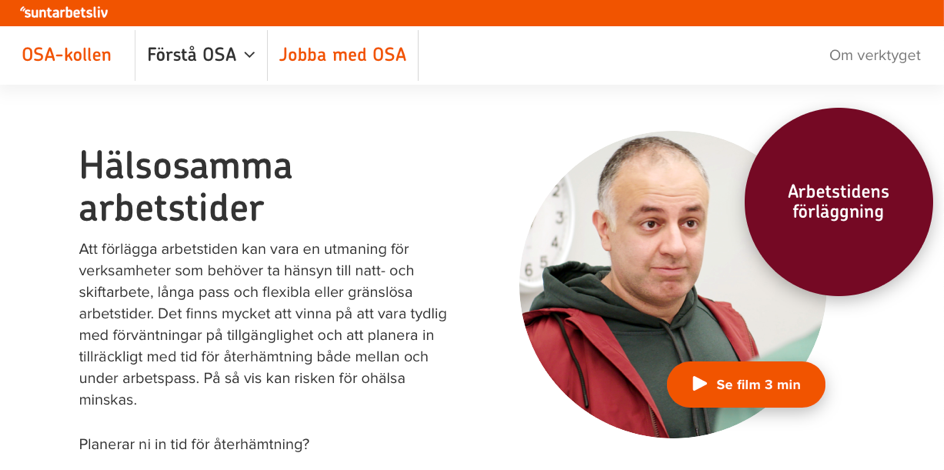 suntarbetsliv
OSA-kollen
Förstå OSA
Jobba med OSA
Om verktyget
Hälsosamma
arbetstider
Att förlägga arbetstiden kan vara en utmaning för
verksamheter som behöver ta hänsyn till natt- och
skiftarbete, långa pass och flexibla eller gränslösa
arbetstider. Det finns mycket att vinna på att vara tydlig
med förväntningar på tillgänglighet och att planera in
tillräckligt med tid för återhämtning både mellan och
under arbetspass. På så vis kan risken för ohälsa
minskas.
Planerar ni in tid för återhämtning?
Arbetstidens
förläggning
2
3
4
5
Se film 3 min